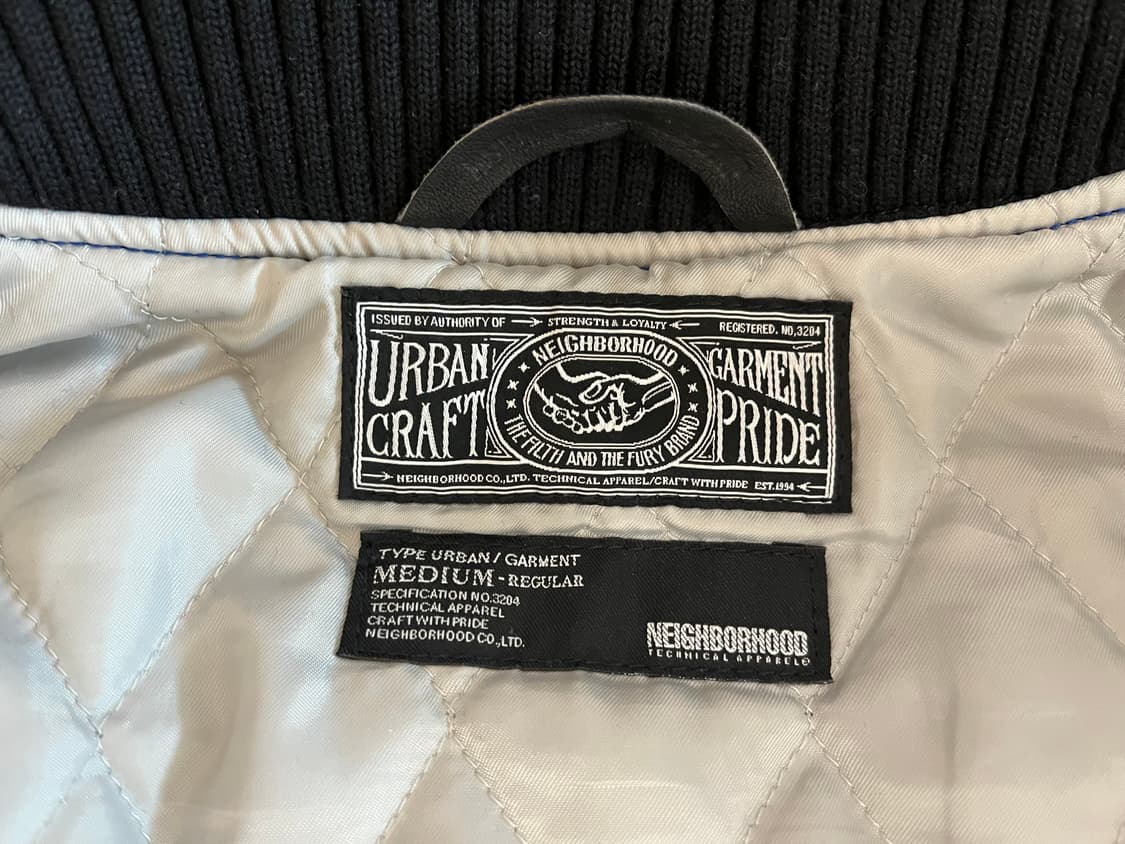 ISSUED BY AUTHORITY OF → STRENGTH & LOYALTY ← REGISTERED. NO,3204
URBAN
CRAFT
NEIGHBORHOOD
THE FILTH AND THE FURY BRAND
GARMENT
PRIDE
NEIGHBORHOOD CO.,LTD. TECHNICAL APPAREL/CRAFT WITH PRIDE EST.1994
TYPE URBAN / GARMENT
MEDIUM-REGULAR
SPECIFICATION NO.3204
TECHNICAL APPAREL
CRAFT WITH PRIDE
NEIGHBORHOOD CO.,LTD.
NEIGHBORHOOD
TECHNICAL APPAREL©